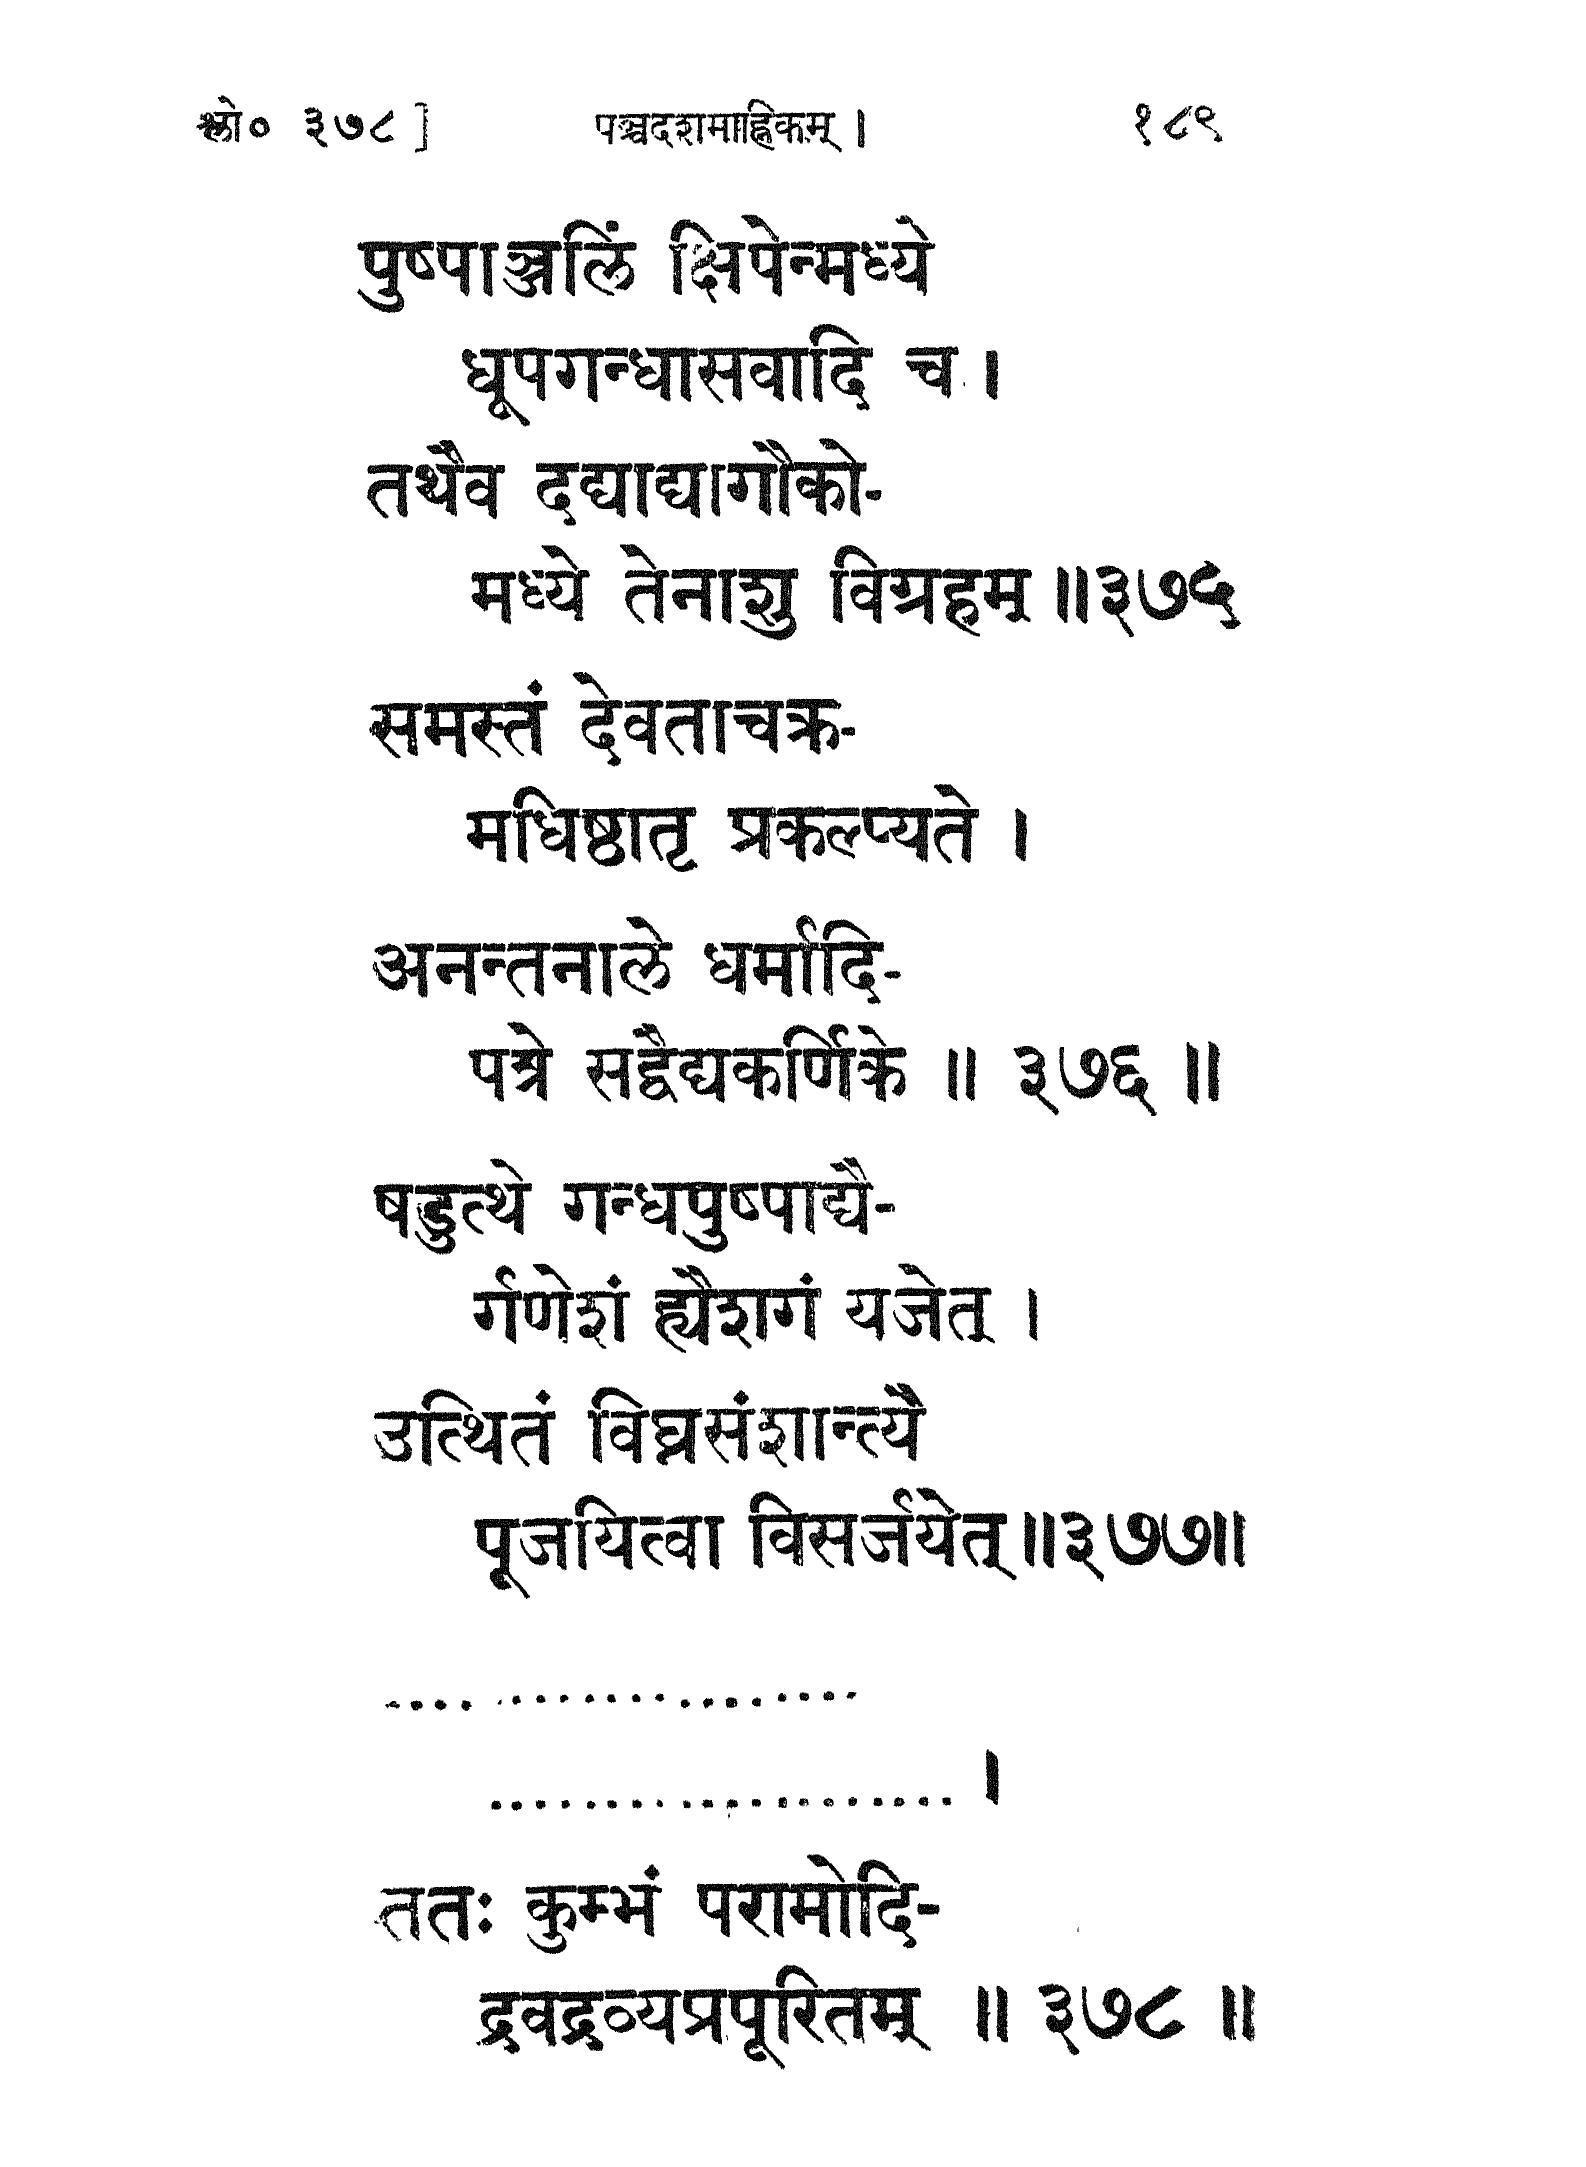 श्लो० ३७८]
पञ्चदशमाह्निकम् ।
१८९
पुष्पाञ्जलिं क्षिपेन्मध्ये
धूपगन्धासवादि च ।
तथैव दद्याद्यागौको-
मध्ये तेनाशु विग्रहम् ॥३७५
समस्तं देवताचक्र-
मधिष्ठातृ प्रकल्प्यते ।
अनन्तनाले धर्मादि-
पत्रे सद्वैद्यकर्णिके ॥ ३७६ ॥
षडुत्थे गन्धपुष्पाद्यै-
र्गणेशं ह्यैशगं यजेत् ।
उत्थितं विघ्नसंशान्त्यै
पूजयित्वा विसर्जयेत्॥३७७॥
.... ...............
.................... ।
ततः कुम्भं परामोदि-
द्रवद्रव्यप्रपूरितम् ॥ ३७८ ॥